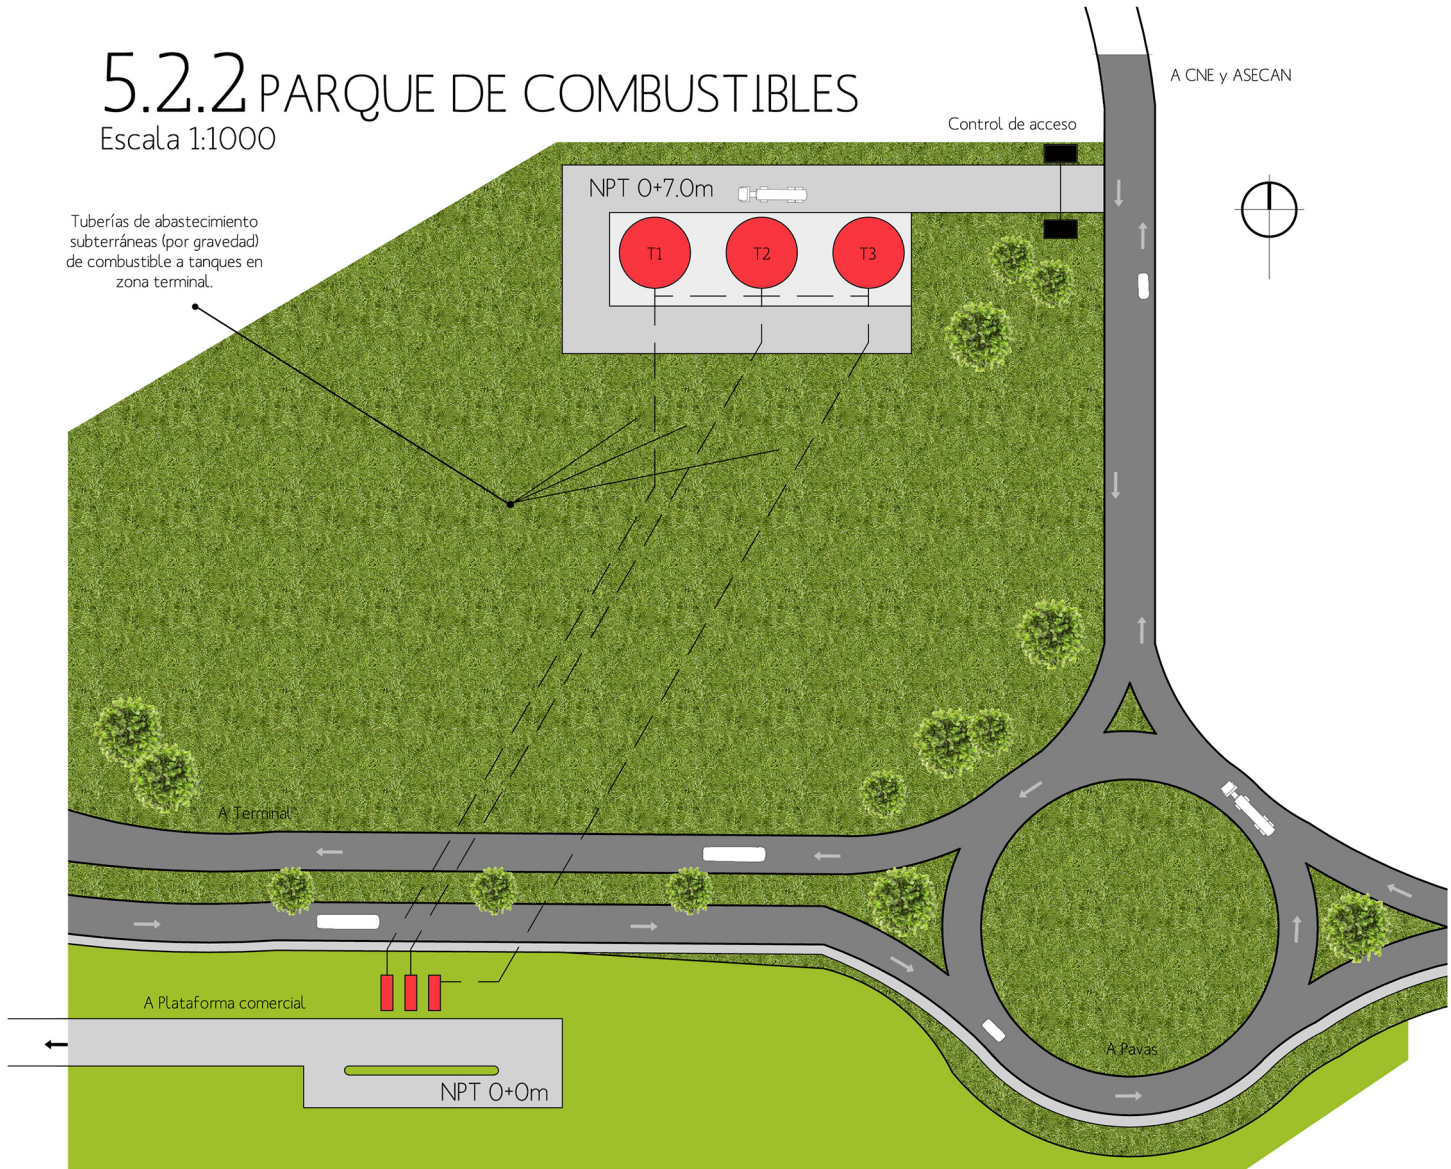 5.2.2 PARQUE DE COMBUSTIBLES
Escala 1:1000
A CNE y ASECAN
Control de acceso
NPT 0+7.0m
Tuberías de abastecimiento
subterráneas (por gravedad)
de combustible a tanques en
zona terminal.
T1
T2
T3
A Terminal
A Plataforma comercial
A Pavas
NPT 0+0m